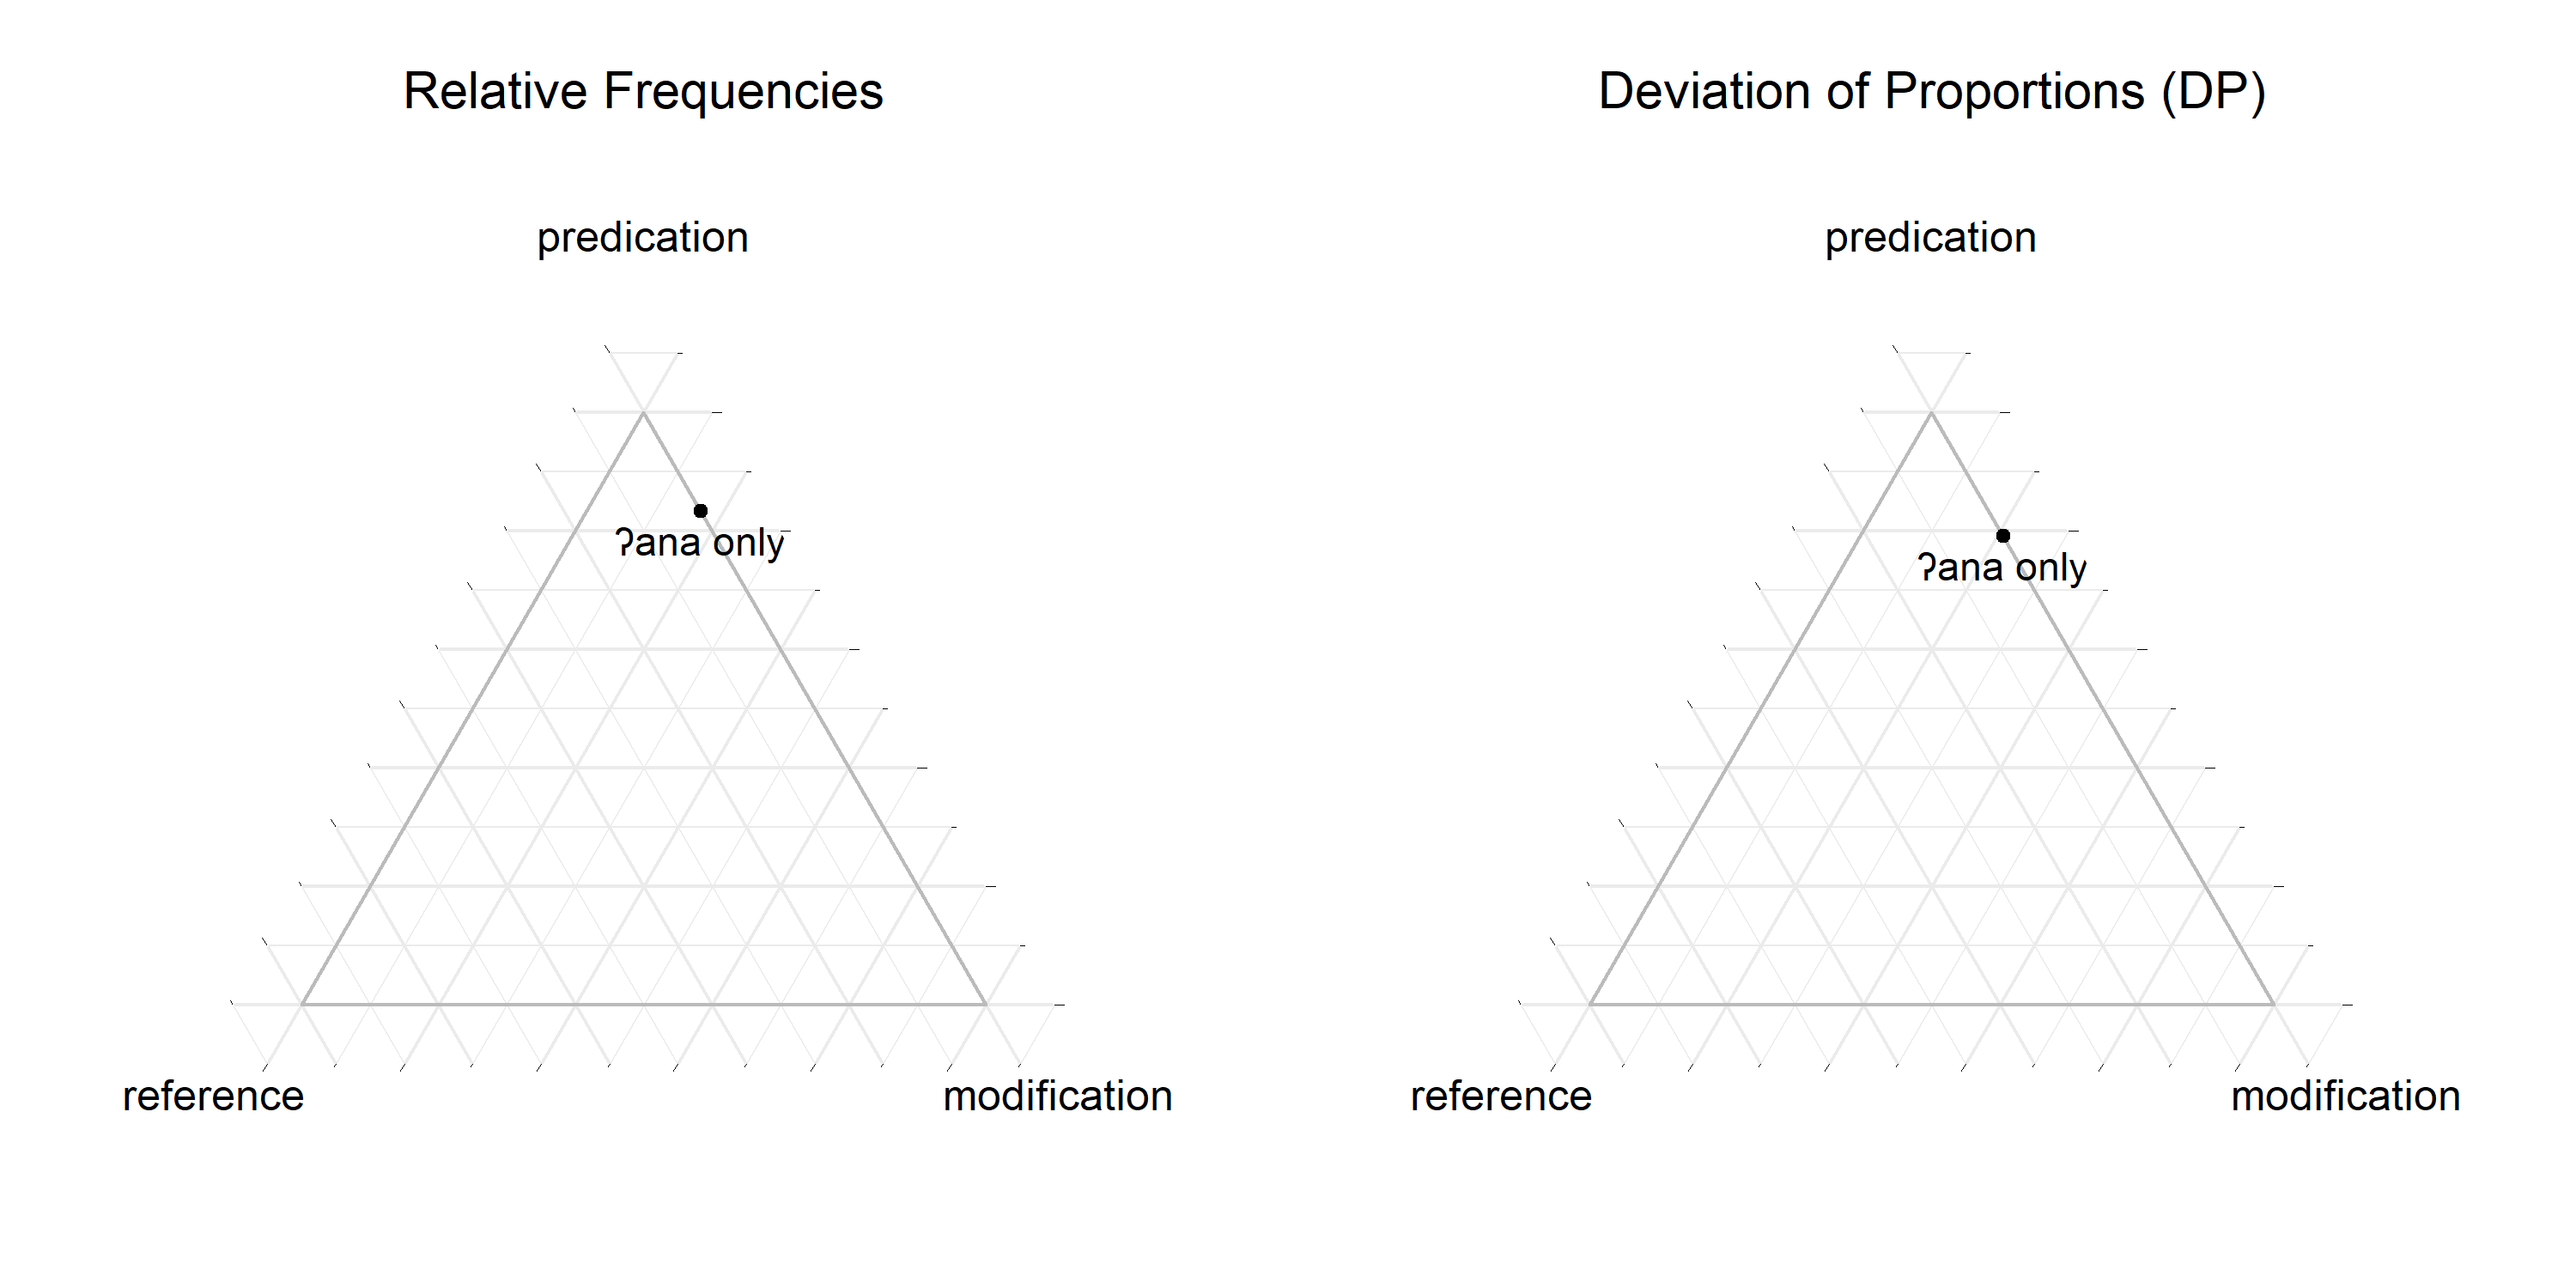 Relative Frequencies
predication
ʔana only
reference
modification
Deviation of Proportions (DP)
predication
ʔana only
reference
modification